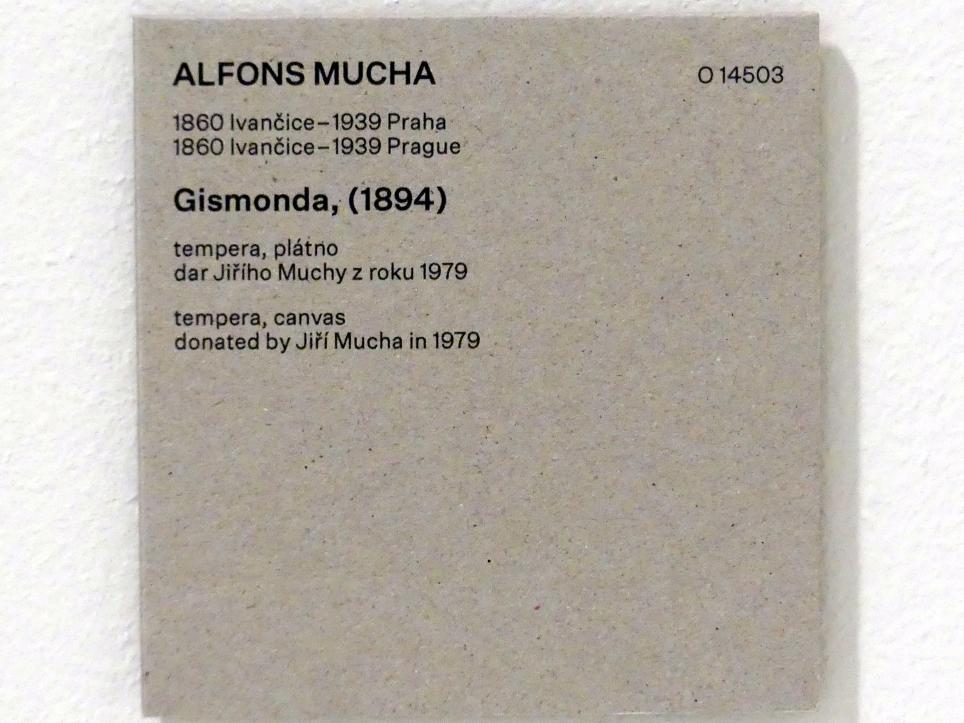 ALFONS MUCHA O 14503
1860 Ivančice–1939 Praha
1860 Ivančice–1939 Prague
Gismonda, (1894)
tempera, plátno
dar Jiřího Muchy z roku 1979
tempera, canvas
donated by Jiří Mucha in 1979